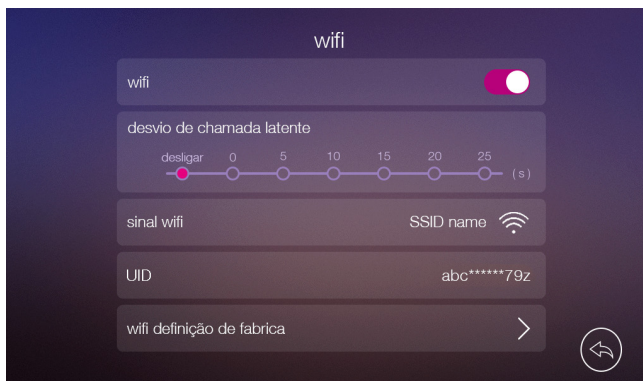 wifi
wifi
desvio de chamada latente
desligar 0 5 10 15 20 25
(s)
sinal wifi SSID name
UID abc******79z
wifi definição de fabrica